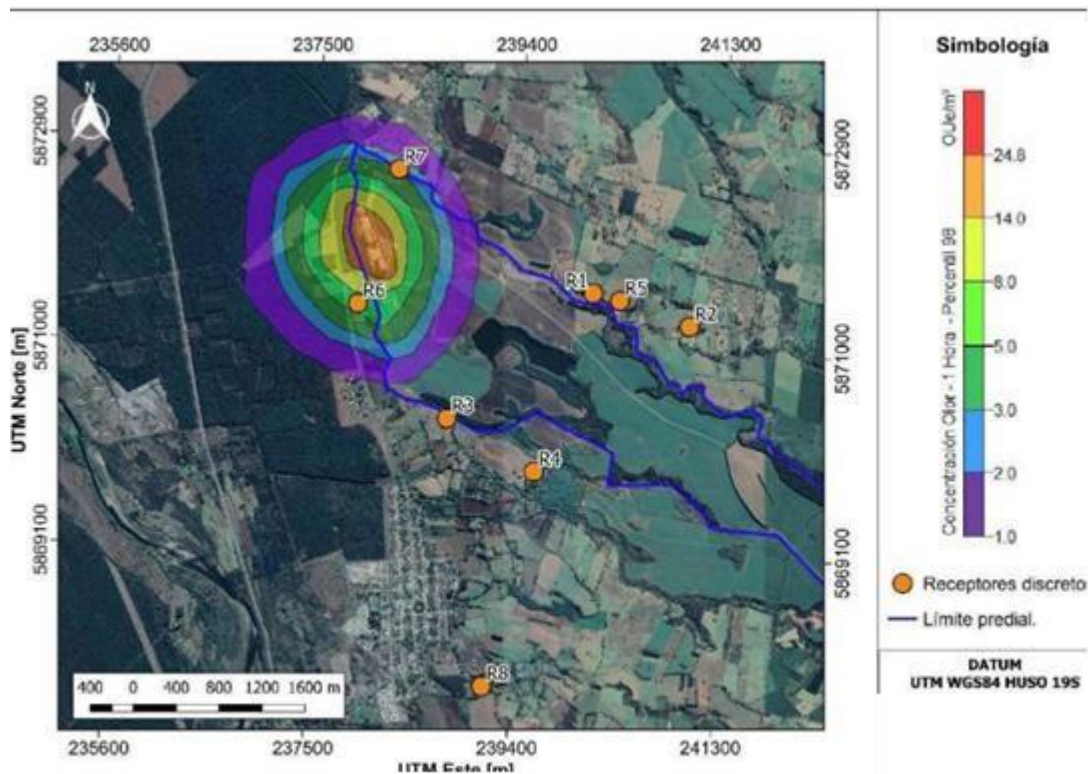 235600 237500 239400 241300
N
5872900
5871000
5869100
UTM Norte [m]
R7
R6
R1
R5
R2
R3
R4
R8
5872900
5871000
5869100
400 0 400 800 1200 1600 m
235600 237500 239400 241300
UTM Este [m]
Simbología
OUe/m³
Concentración Olor - 1 Hora - Percentil 98
24.8
14.0
8.0
5.0
3.0
2.0
1.0
Receptores discreto
Límite predial.
DATUM
UTM WGS84 HUSO 19S